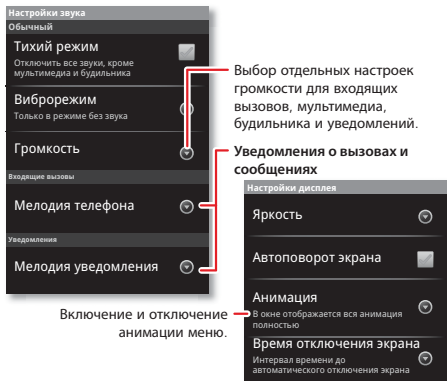 Настройки звука
Обычный
Тихий режим
Отключить все звуки, кроме
мультимедиа и будильника
Виброрежим
Только в режиме без звука
Громкость
Входящие вызовы
Мелодия телефона
Уведомления
Мелодия уведомления
Выбор отдельных настроек
громкости для входящих
вызовов, мультимедиа,
будильника и уведомлений.
Уведомления о вызовах и
сообщениях
Включение и отключение
анимации меню.
Настройки дисплея
Яркость
Автоповорот экрана
Анимация
В окне отображается вся анимация
полностью
Время отключения экрана
Интервал времени до
автоматического отключения экрана